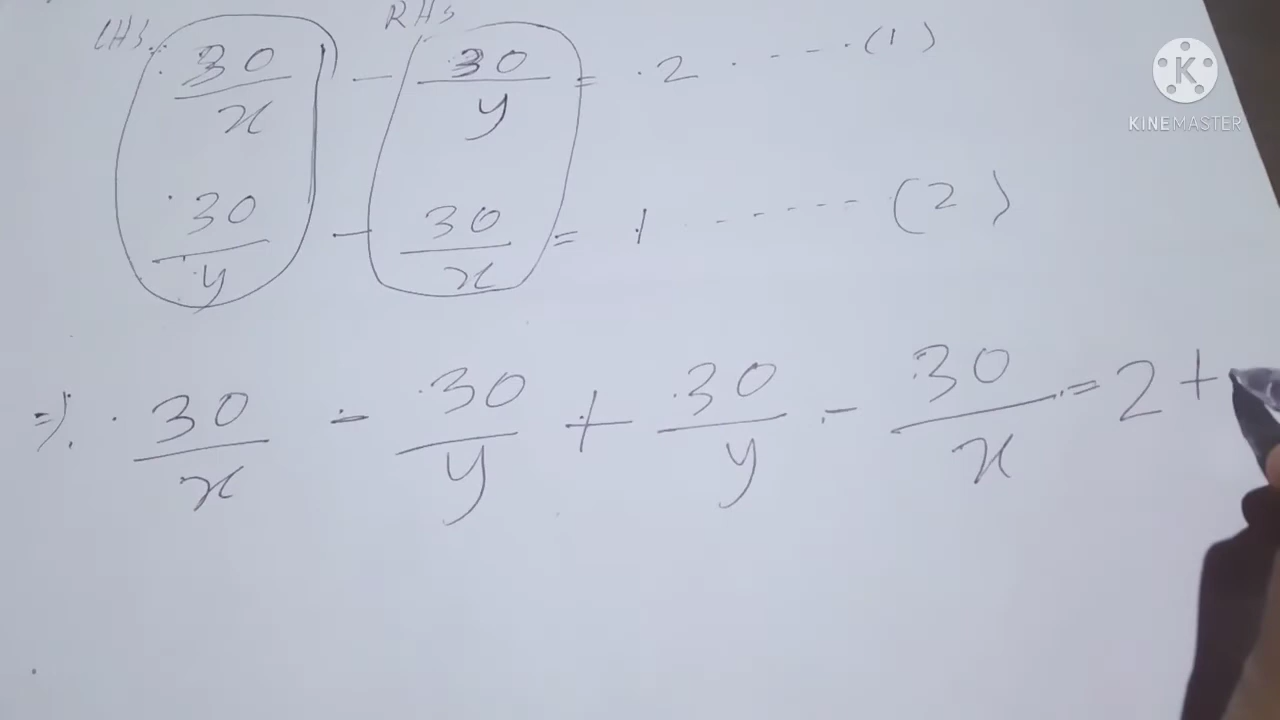 LHS RHS
30/x - 30/y = 2 .....(1)
30/y - 30/x = 1 ......(2)
⇒ 30/x - 30/y + 30/y - 30/x = 2 +
K
KINEMASTER